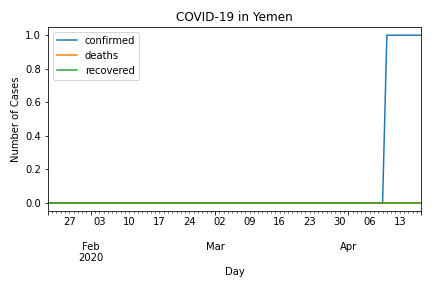 COVID-19 in Yemen
confirmed
deaths
recovered
Number of Cases
1.0
0.8
0.6
0.4
0.2
0.0
27 03 10 17 24 02 09 16 23 30 06 13
Feb Mar Apr
2020
Day